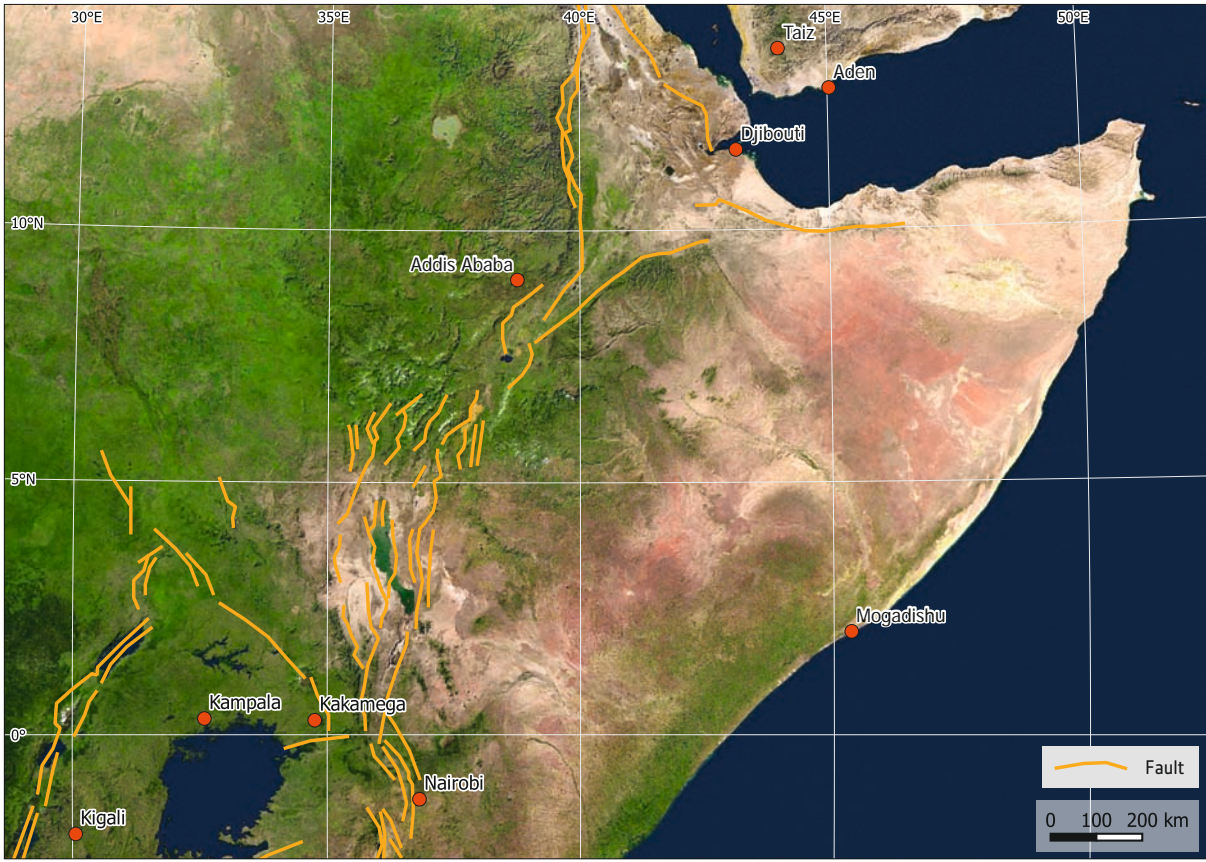 30°E
35°E
40°E
45°E
50°E
Taiz
Aden
Djibouti
10°N
Addis Ababa
5°N
Mogadishu
Kampala
Kakamega
0°
Fault
Nairobi
Kigali
0 100 200 km